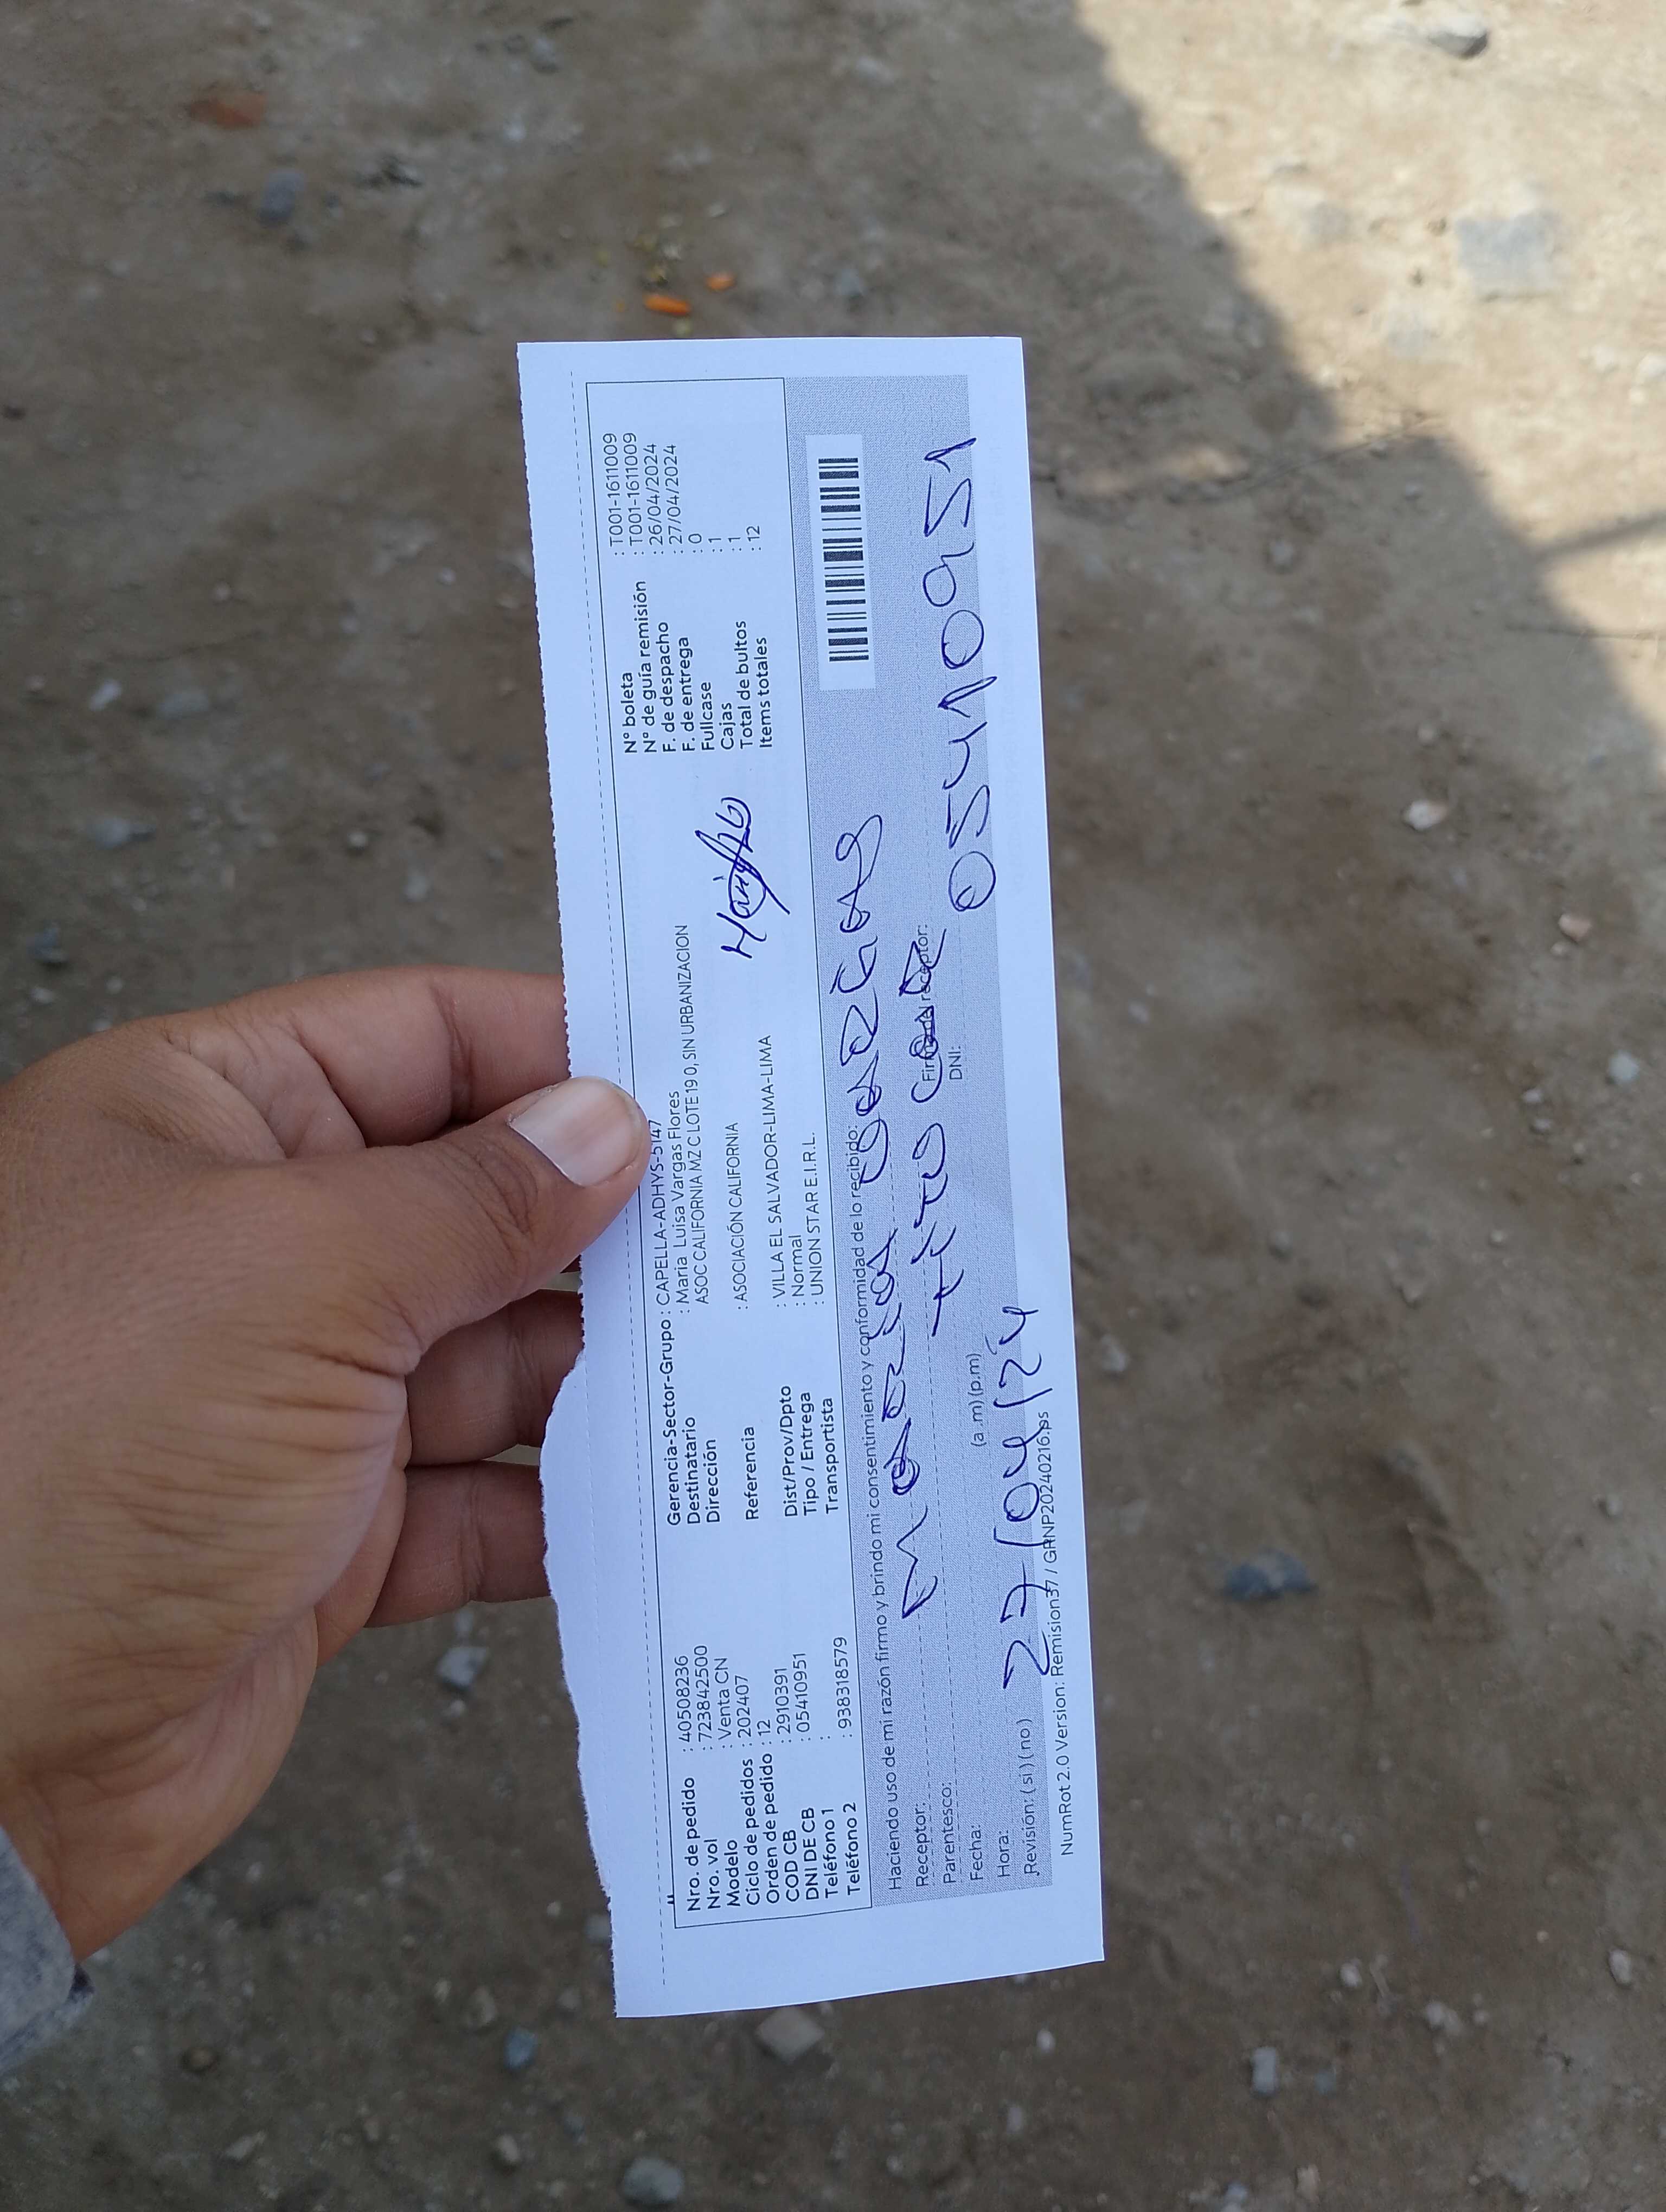 Nro. de pedido : 40508236
Nro. vol : 723842500
Modelo : Venta CN
Ciclo de pedidos : 202407
Orden de pedido : 12
COD CB : 2910391
DNI DE CB : 05410951
Teléfono 1 :
Teléfono 2 : 938318579
Gerencia-Sector-Grupo : CAPELLA-ADHYS-5147
Destinatario : Maria Luisa Vargas Flores
Dirección ASOC CALIFORNIA MZ C LOTE 19 0, SIN URBANIZACION
Referencia : ASOCIACIÓN CALIFORNIA
Dist/Prov/Dpto : VILLA EL SALVADOR-LIMA-LIMA
Tipo / Entrega : Normal
Transportista : UNION STAR E.I.R.L.
N° boleta : T001-1611009
N° de guía remisión : T001-1611009
F. de despacho : 26/04/2024
F. de entrega : 27/04/2024
Fullcase : 0
Cajas : 1
Total de bultos : 1
Items totales : 12
Haciendo uso de mi razón firmo y brindo mi consentimiento y conformidad de lo recibido:
Receptor:
Parentesco: titular
Firma del receptor:
Fecha: (a.m) (p.m)
DNI: 05410951
Hora: 27/04/24
Revisión: (si) (no)
NumRot 2.0 Version: Remision37 / GRNP20240216.ps